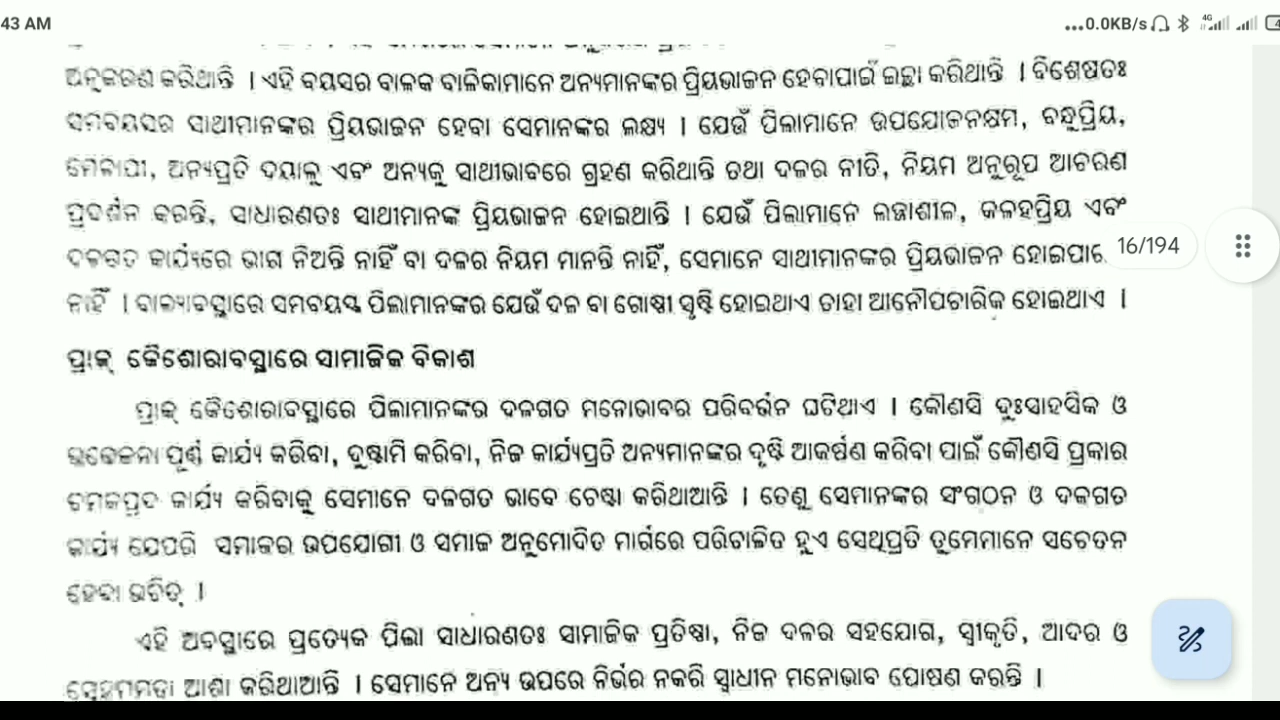 43 AM
...0.0KB/s 4G
ଅନୁକରଣ କରିଥାନ୍ତି । ଏହି ବୟସର ବାଳକ ବାଳିକାମାନେ ଅନ୍ୟମାନଙ୍କର ପ୍ରିୟଭାଜନ ହେବାପାଇଁ ଇଚ୍ଛା କରିଥାନ୍ତି । ବିଶେଷତଃ
ସମବୟସର ସାଥୀମାନଙ୍କର ପ୍ରିୟଭାଜନ ହେବା ସେମାନଙ୍କର ଲକ୍ଷ୍ୟ । ଯେଉଁ ପିଲାମାନେ ଉପଯୋଜନକ୍ଷମ, ବନ୍ଧୁପ୍ରିୟ,
ମେଳାପୀ, ଅନ୍ୟପ୍ରତି ଦୟାଳୁ ଏବଂ ଅନ୍ୟକୁ ସାଥୀଭାବରେ ଗ୍ରହଣ କରିଥାନ୍ତି ତଥା ଦଳର ନୀତି, ନିୟମ ଅନୁରୂପ ଆଚରଣ
ପ୍ରଦର୍ଶନ କରନ୍ତି, ସାଧାରଣତଃ ସାଥୀମାନଙ୍କ ପ୍ରିୟଭାଜନ ହୋଇଥାନ୍ତି । ଯେଉଁ ପିଲାମାନେ ଲଜ୍ଜାଶୀଳ, କଳହପ୍ରିୟ ଏବଂ
ଦଳଗତ କାର୍ଯ୍ୟରେ ଭାଗ ନିଅନ୍ତି ନାହିଁ ବା ଦଳର ନିୟମ ମାନନ୍ତି ନାହିଁ, ସେମାନେ ସାଥୀମାନଙ୍କର ପ୍ରିୟଭାଜନ
16/194
ନାହିଁ । ବାଲ୍ୟାବସ୍ଥାରେ ସମବୟସ୍କ ପିଲାମାନଙ୍କର ଯେଉଁ ଦଳ ବା ଗୋଷ୍ଠୀ ସୃଷ୍ଟି ହୋଇଥାଏ ତାହା ଆନୌପଚାରିକ ହୋଇଥାଏ ।
ପ୍ରାକ୍ କୈଶୋରାବସ୍ଥାରେ ସାମାଜିକ ବିକାଶ
ପ୍ରାକ୍ କୈଶୋରାବସ୍ଥାରେ ପିଲାମାନଙ୍କର ଦଳଗତ ମନୋଭାବର ପରିବର୍ତ୍ତନ ଘଟିଥାଏ । କୌଣସି ଦୁଃସାହସିକ ଓ
ଉତ୍ତେଜନା ପୂର୍ଣ୍ଣ କାର୍ଯ୍ୟ କରିବା, ଦୁଷ୍ଟାମି କରିବା, ନିଜ କାର୍ଯ୍ୟପ୍ରତି ଅନ୍ୟମାନଙ୍କର ଦୃଷ୍ଟି ଆକର୍ଷଣ କରିବା ପାଇଁ କୌଣସି ପ୍ରକାର
ଚମକପ୍ରଦ କାର୍ଯ୍ୟ କରିବାକୁ ସେମାନେ ଦଳଗତ ଭାବେ ଚେଷ୍ଟା କରିଥାଆନ୍ତି । ତେଣୁ ସେମାନଙ୍କର ସଂଗଠନ ଓ ଦଳଗତ
କାର୍ଯ୍ୟ ଯେପରି ସମାଜର ଉପଯୋଗୀ ଓ ସମାଜ ଅନୁମୋଦିତ ମାର୍ଗରେ ପରିଚାଳିତ ହୁଏ ସେଥିପ୍ରତି ତୁମେମାନେ ସଚେତନ
ହେବା ଉଚିତ୍ ।
ଏହି ଅବସ୍ଥାରେ ପ୍ରତ୍ୟେକ ପିଲା ସାଧାରଣତଃ ସାମାଜିକ ପ୍ରତିଷ୍ଠା, ନିଜ ଦଳର ସହଯୋଗ, ସ୍ୱୀକୃତି, ଆଦର ଓ
ସ୍ନେହମମତା ଆଶା କରିଥାଆନ୍ତି । ସେମାନେ ଅନ୍ୟ ଉପରେ ନିର୍ଭର ନକରି ସ୍ୱାଧୀନ ମନୋଭାବ ପୋଷଣ କରନ୍ତି ।